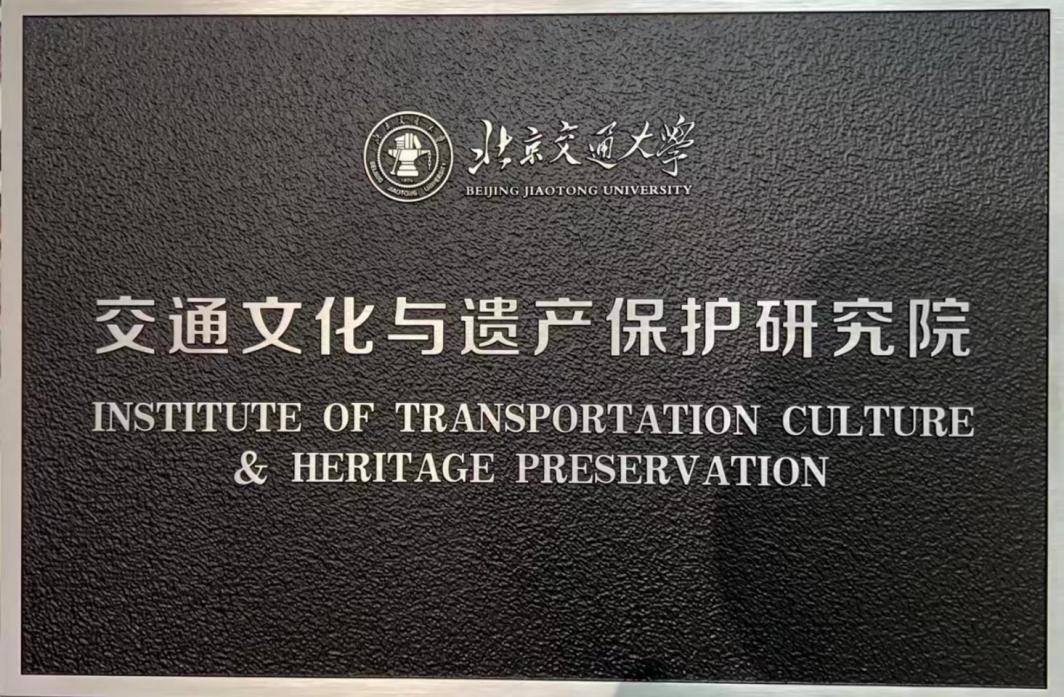 北京交通大學
BEIJING JIAOTONG UNIVERSITY
交通文化与遗产保护研究院
INSTITUTE OF TRANSPORTATION CULTURE
& HERITAGE PRESERVATION